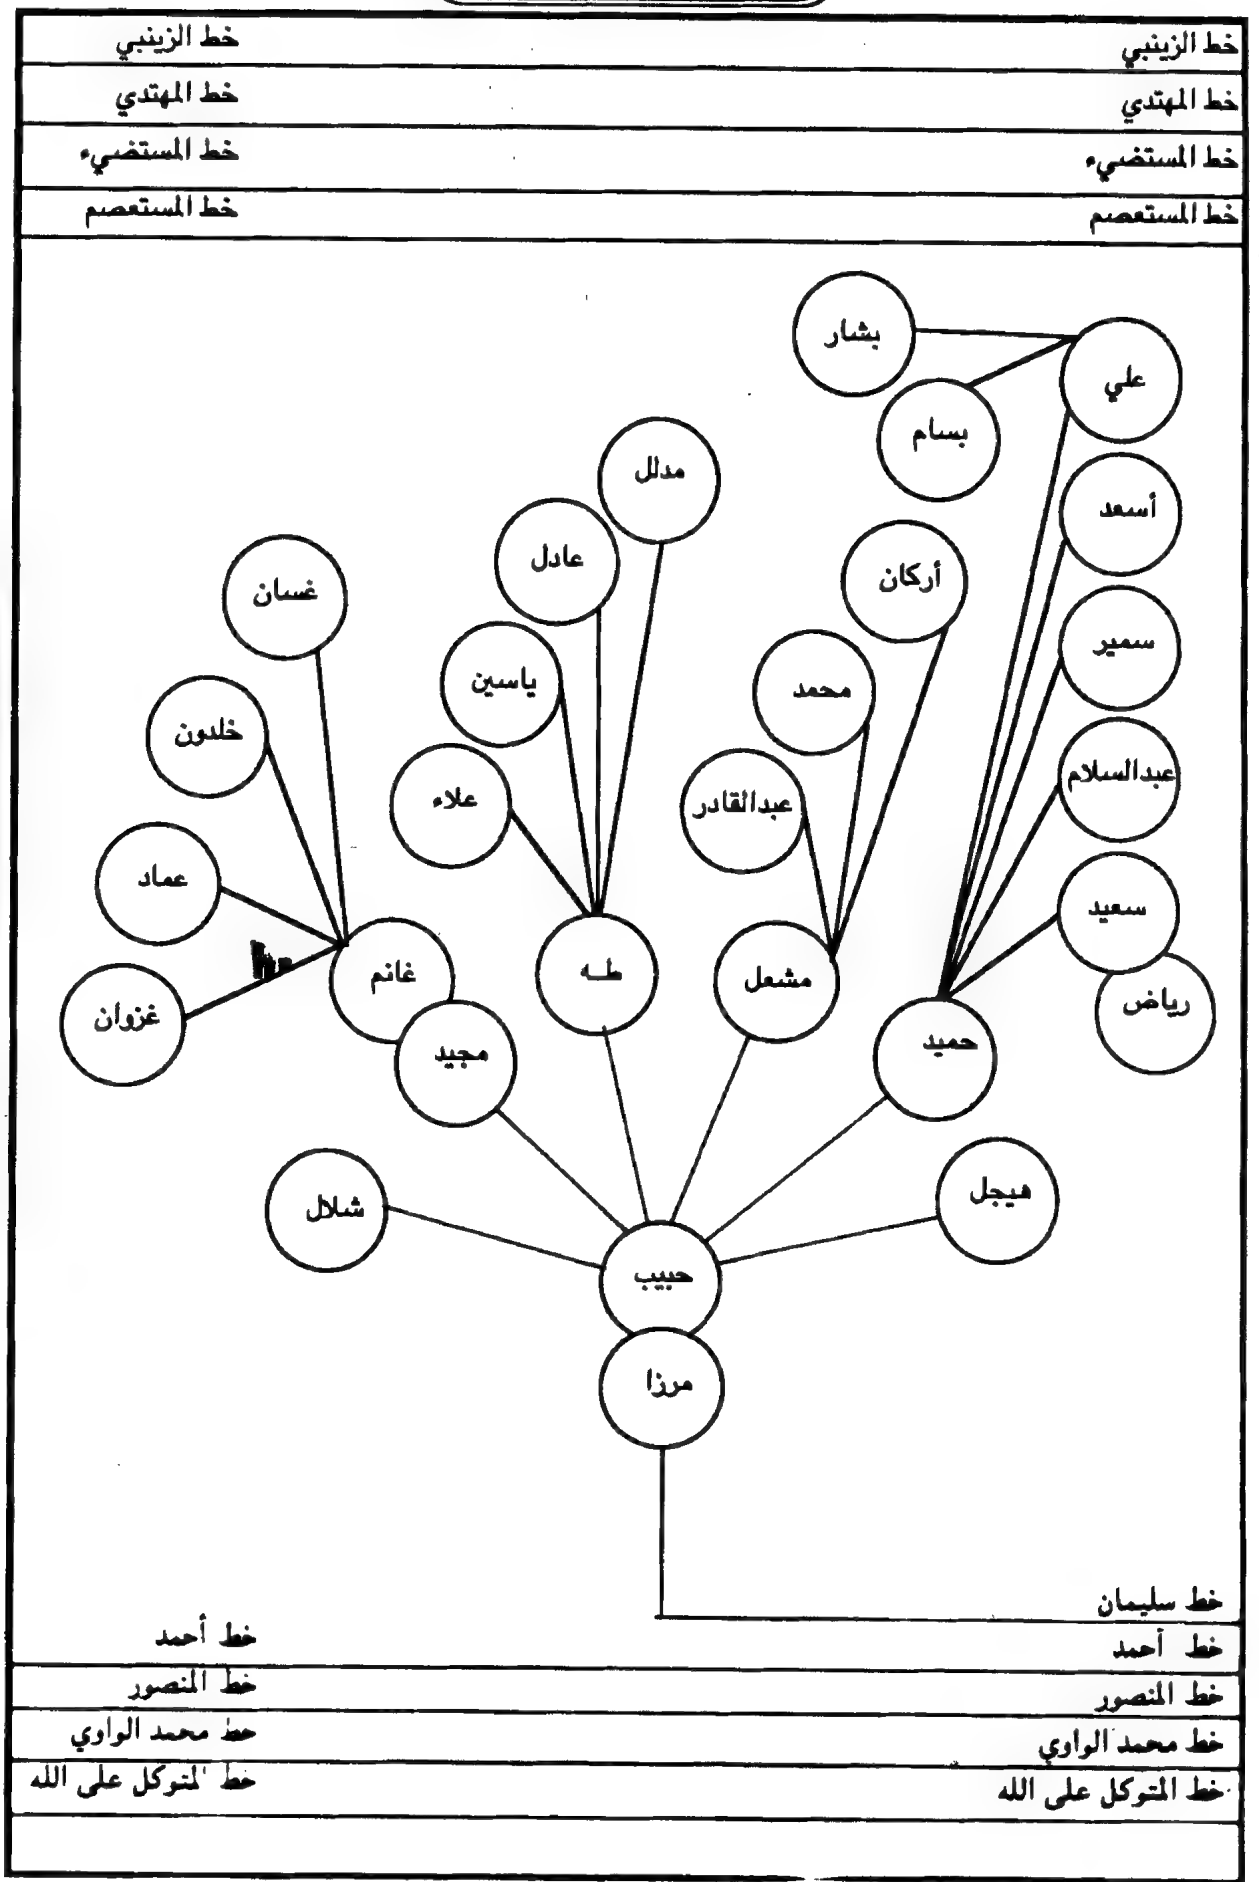 خط الزينبي خط الزينبي
خط المهتدي خط المهتدي
خط المستضيء خط المستضيء
خط المستعصم خط المستعصم
بشار
علي
بسام
مدلل
أسعد
عادل
أركان
غسان
سمير
ياسين
محمد
خلدون
عبدالسلام
علاء
عبدالقادر
عماد
سعيد
غانم
طه
مشعل
رياض
غزوان
مجيد
حميد
شلال
هيجل
حبيب
مرزا
خط سليمان
خط أحمد خط أحمد
خط المنصور خط المنصور
خط محمد الواوي خط محمد الواوي
خط المتوكل على الله خط المتوكل على الله